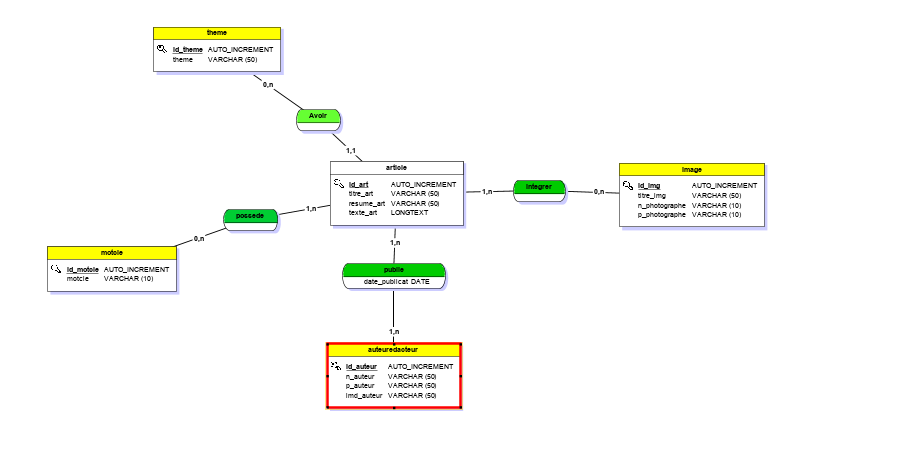 theme
id_theme AUTO_INCREMENT
theme VARCHAR (50)
0,n
Avoir
1,1
article
id_art AUTO_INCREMENT
titre_art VARCHAR (50)
resume_art VARCHAR (50)
texte_art LONGTEXT
1,n
integrer
0,n
image
id_img AUTO_INCREMENT
titre_img VARCHAR (50)
n_photographe VARCHAR (10)
p_photographe VARCHAR (10)
1,n
possede
0,n
motcle
id_motcle AUTO_INCREMENT
motcle VARCHAR (10)
1,n
publie
date_publicat DATE
1,n
auteuredacteur
id_auteur AUTO_INCREMENT
n_auteur VARCHAR (50)
p_auteur VARCHAR (50)
lmd_auteur VARCHAR (50)